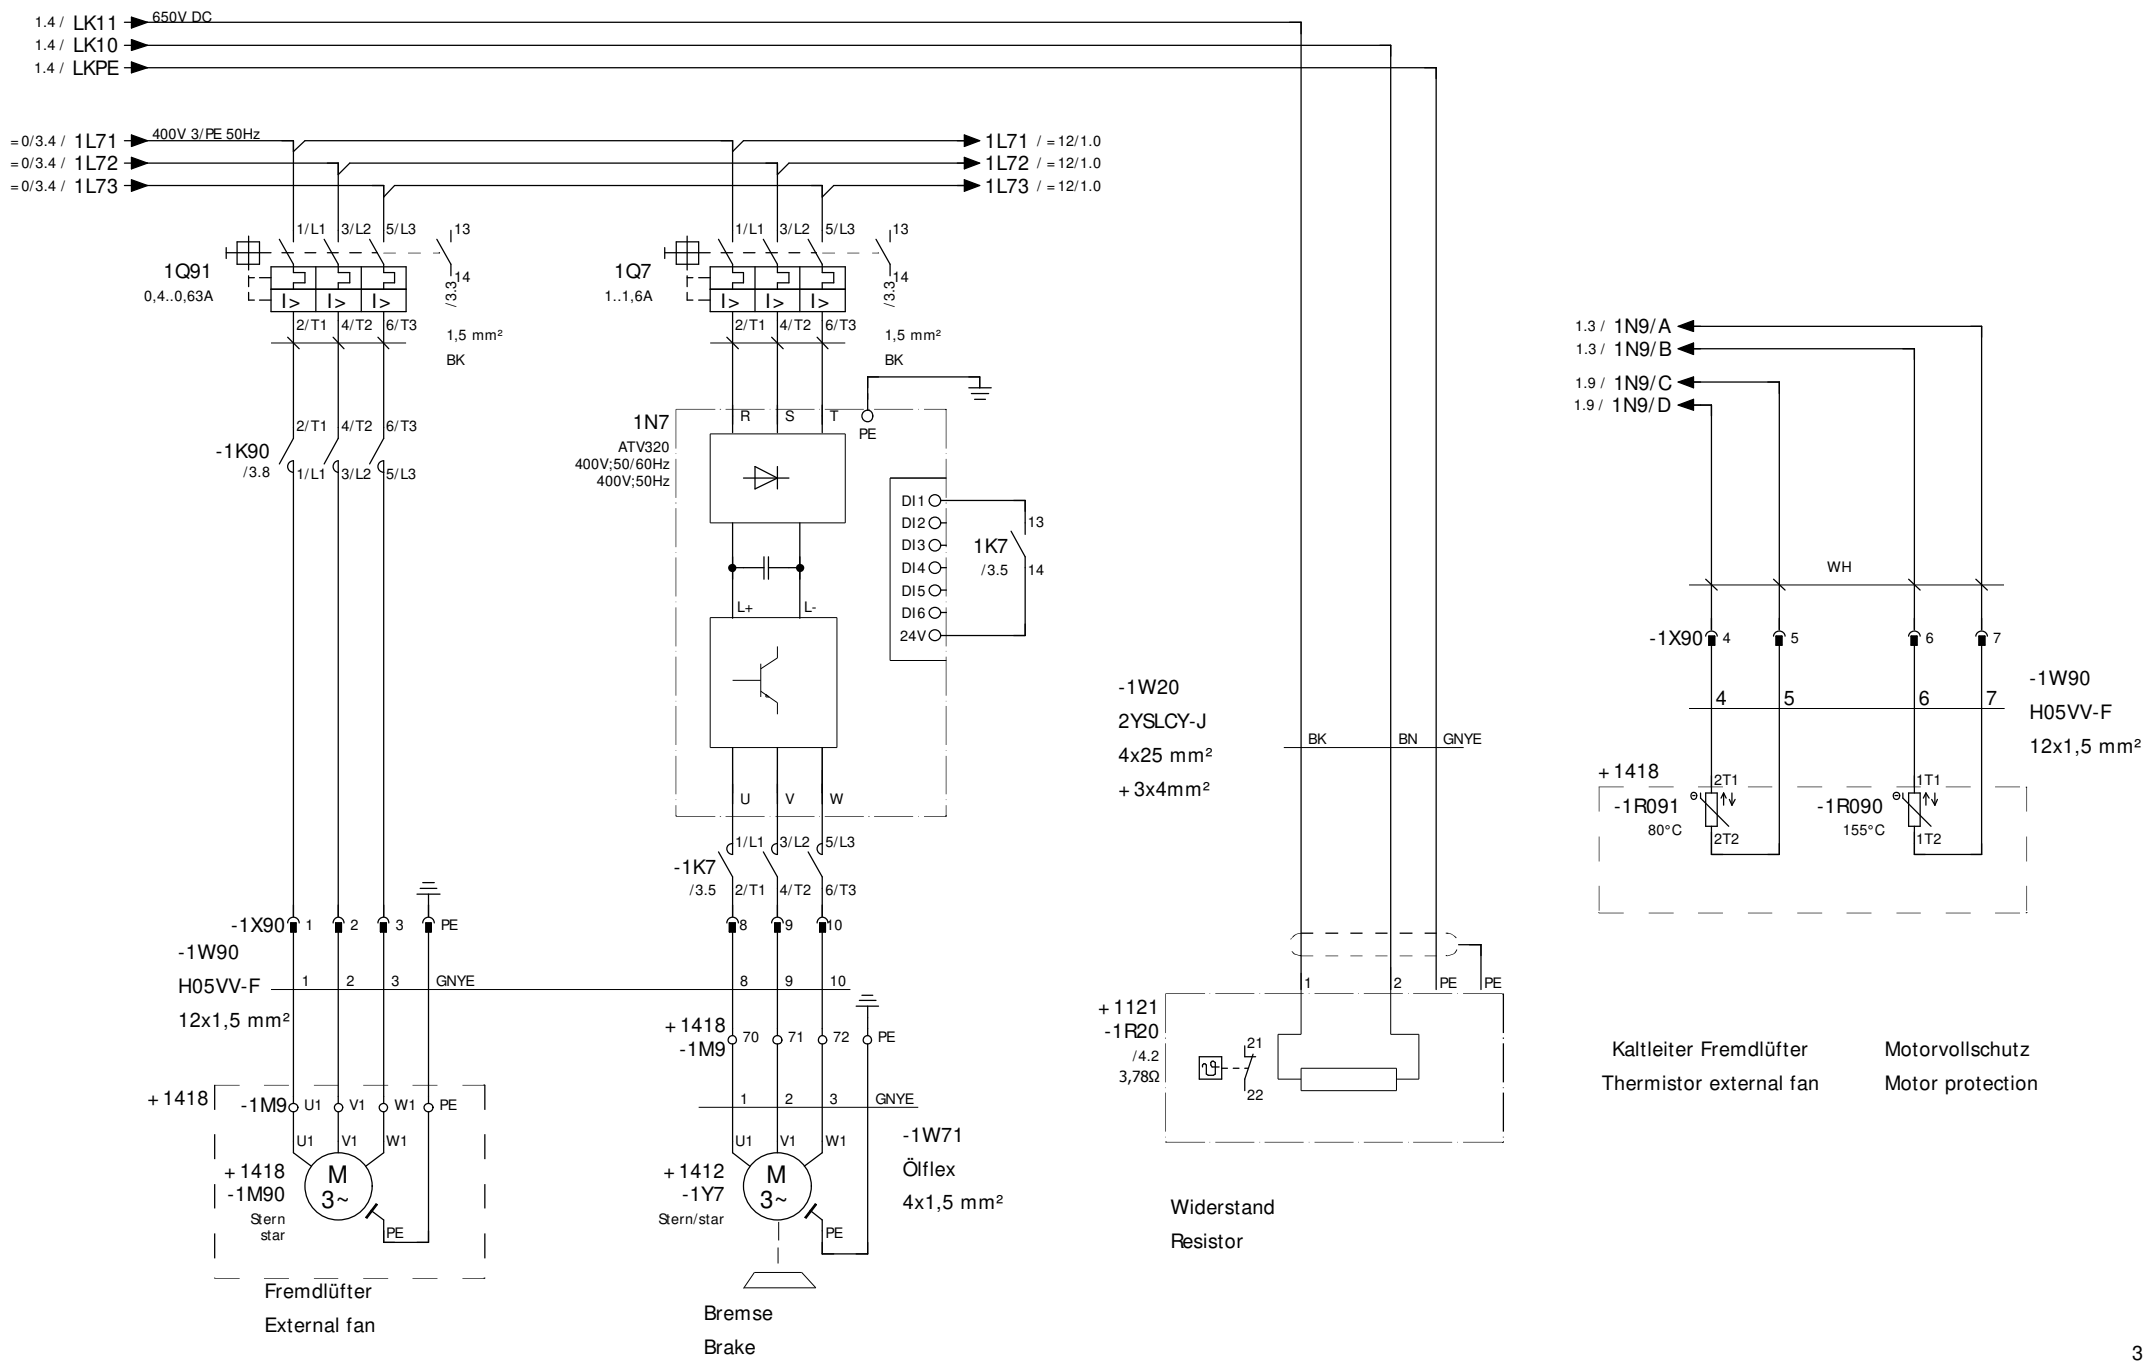 1.4 / LK11 650V DC
1.4 / LK10
1.4 / LKPE
=0/3.4 / 1L71 400V 3/PE 50Hz 1L71 / =12/1.0
=0/3.4 / 1L72 1L72 / =12/1.0
=0/3.4 / 1L73 1L73 / =12/1.0
1/L1 3/L2 5/L3 13
1Q91
0,4..0,63A
14
/3.3
I> I> I>
2/T1 4/T2 6/T3
1,5 mm²
BK
1/L1 3/L2 5/L3 13
1Q7
1..1,6A
14
/3.3
I> I> I>
2/T1 4/T2 6/T3
1,5 mm²
BK
2/T1 4/T2 6/T3
-1K90
/3.8
1/L1 3/L2 5/L3
1N7
ATV320
400V;50/60Hz
400V;50Hz
R S T
PE
DI1
DI2
DI3
DI4
DI5
DI6
24V
13
1K7
/3.5
14
L+ L-
U V W
1/L1 3/L2 5/L3
-1K7
/3.5
2/T1 4/T2 6/T3
-1X90 1 2 3 PE
8 9 10
-1W90
H05VV-F
12x1,5 mm²
1 2 3 GNYE
8 9 10
+1418
-1M9
70 71 72 PE
+1418
-1M9 U1 V1 W1 PE
U1 V1 W1
+1418
-1M90
Stern
star
M
3~
PE
Fremdlüfter
External fan
1 2 3 GNYE
-1W71
Ölflex
4x1,5 mm²
U1 V1 W1
+1412
-1Y7
Stern/star
M
3~
PE
Bremse
Brake
-1W20
2YSLCY-J
4x25 mm²
+3x4mm²
BK BN GNYE
1 2 PE PE
+1121
-1R20
/4.2
3,78Ω
ϑ
21
22
Widerstand
Resistor
1.3 / 1N9/A
1.3 / 1N9/B
1.9 / 1N9/C
1.9 / 1N9/D
WH
-1X90 4 5 6 7
4 5 6 7
-1W90
H05VV-F
12x1,5 mm²
+1418
2T1
-1R091
80°C
2T2
Θ
1T1
-1R090
155°C
1T2
Θ
Kaltleiter Fremdlüfter
Thermistor external fan
Motorvollschutz
Motor protection
3